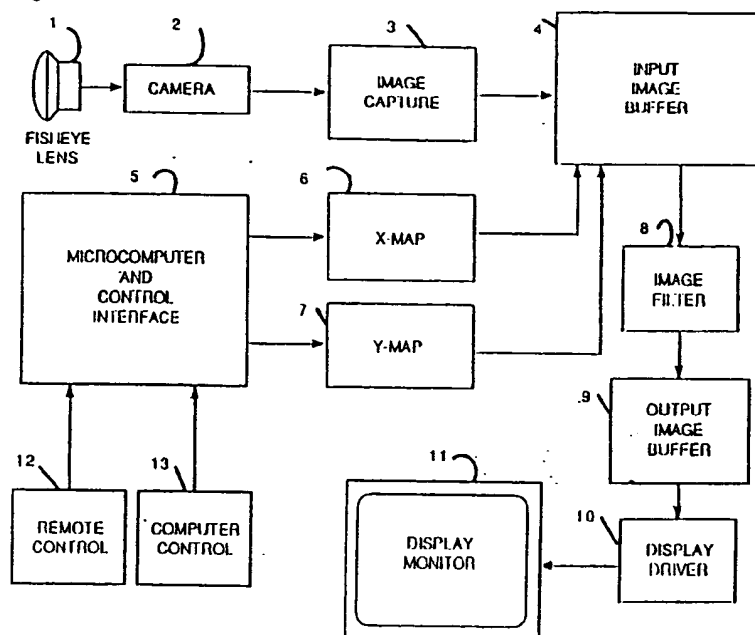 1
2
3
4
CAMERA
IMAGE
CAPTURE
INPUT
IMAGE
BUFFER
FISHEYE
LENS
5
6
8
MICROCOMPUTER
AND
CONTROL
INTERFACE
X-MAP
IMAGE
FILTER
7
Y-MAP
9
OUTPUT
IMAGE
BUFFER
12
13
11
10
REMOTE
CONTROL
COMPUTER
CONTROL
DISPLAY
MONITOR
DISPLAY
DRIVER